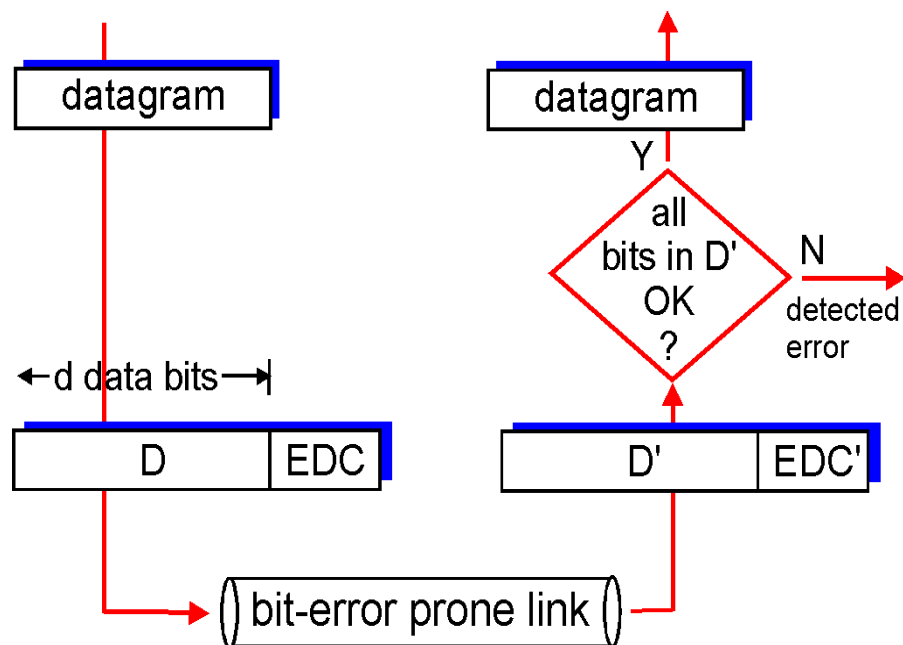 datagram
d data bits
D EDC
bit-error prone link
datagram
Y
all
bits in D'
OK
?
N
detected
error
D' EDC'